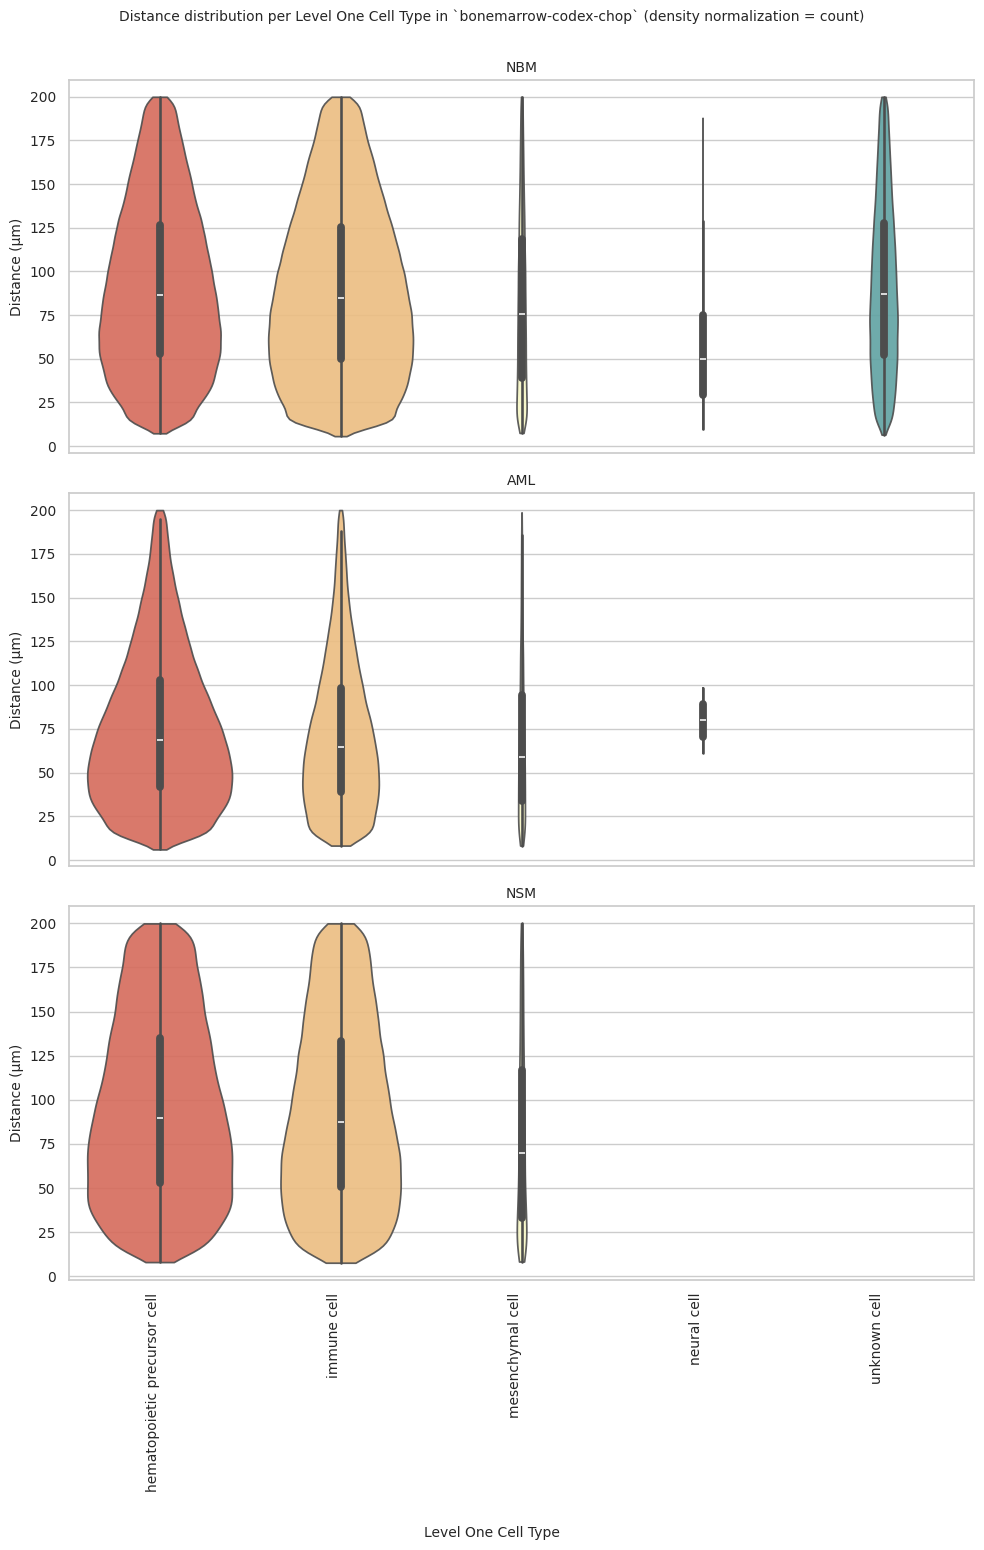 Distance distribution per Level One Cell Type in `bonemarrow-codex-chop` (density normalization = count)
NBM
200
175
150
125
100
75
50
25
0
Distance (μm)
AML
200
175
150
125
100
75
50
25
0
Distance (μm)
NSM
200
175
150
125
100
75
50
25
0
Distance (μm)
hematopoietic precursor cell
immune cell
mesenchymal cell
neural cell
unknown cell
Level One Cell Type